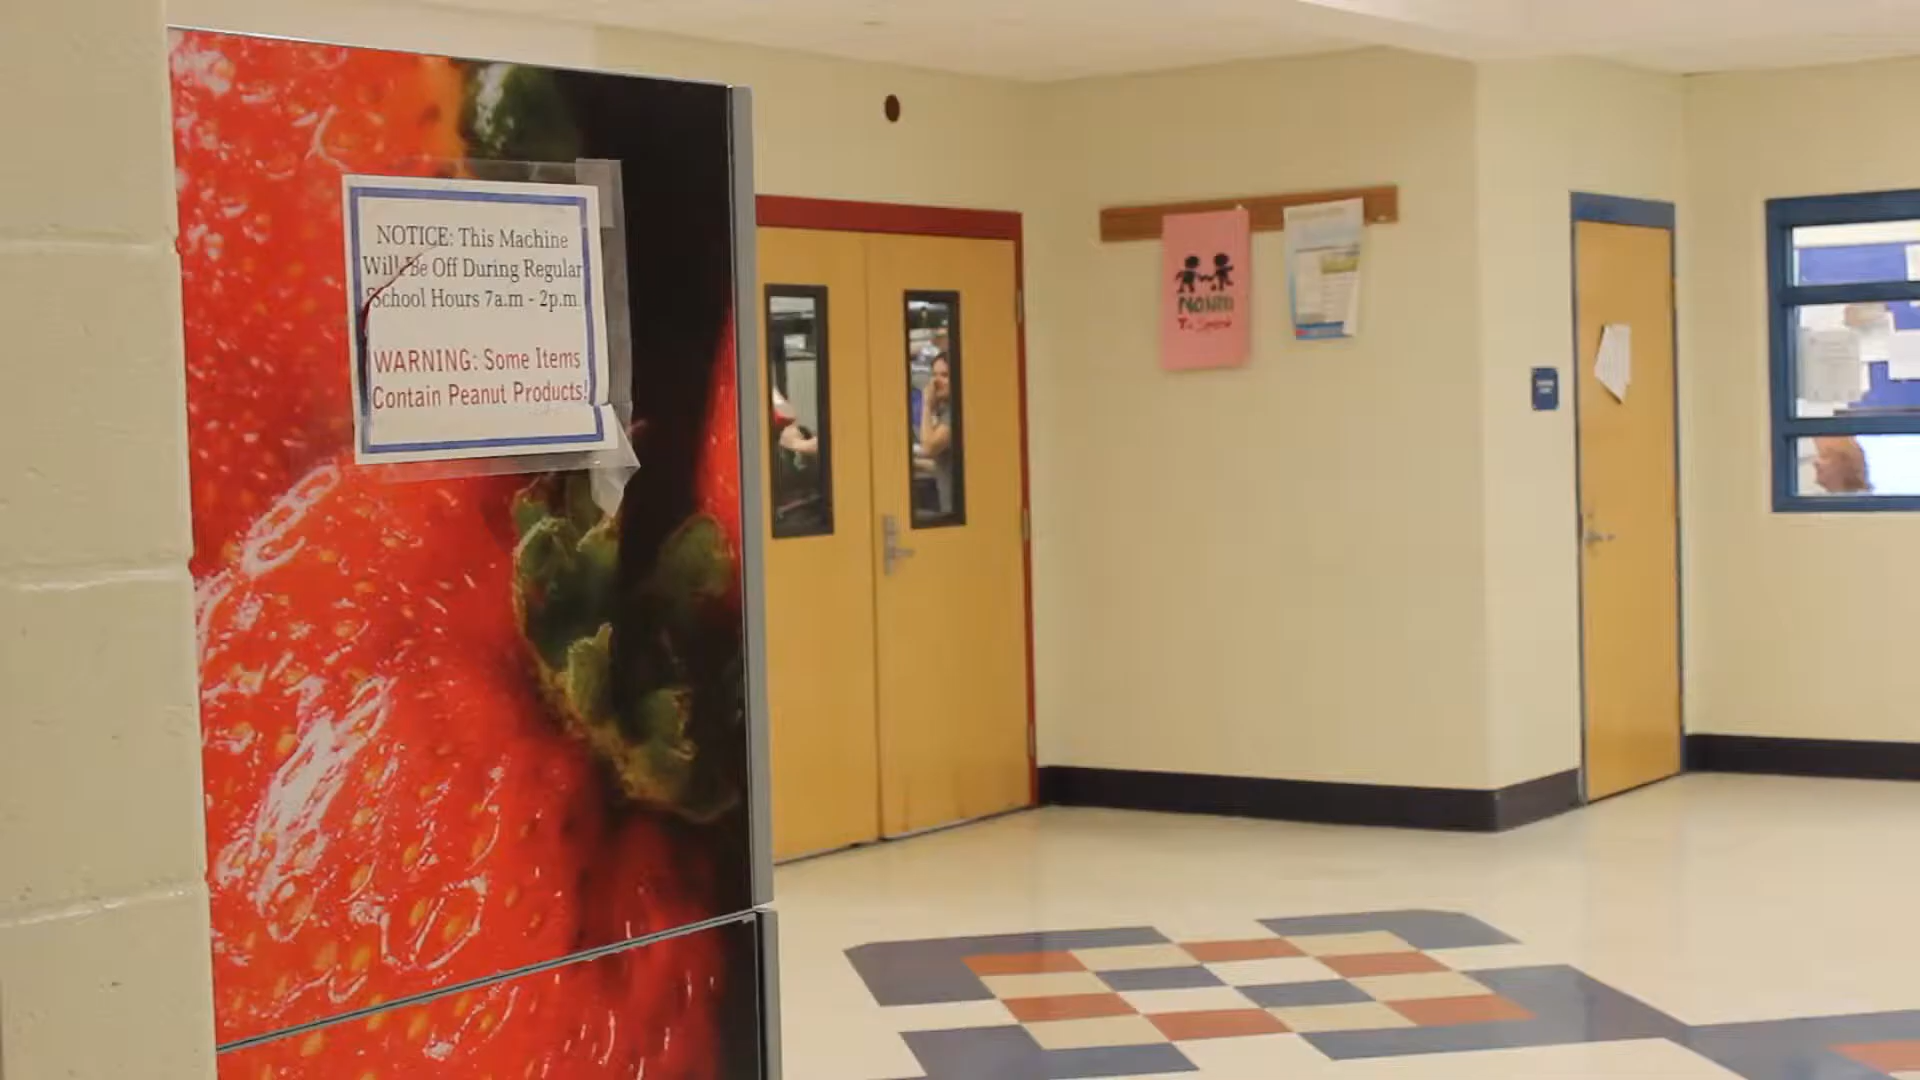 NOTICE: This Machine
Will Be Off During Regular
School Hours 7a.m - 2p.m.
WARNING: Some Items
Contain Peanut Products!